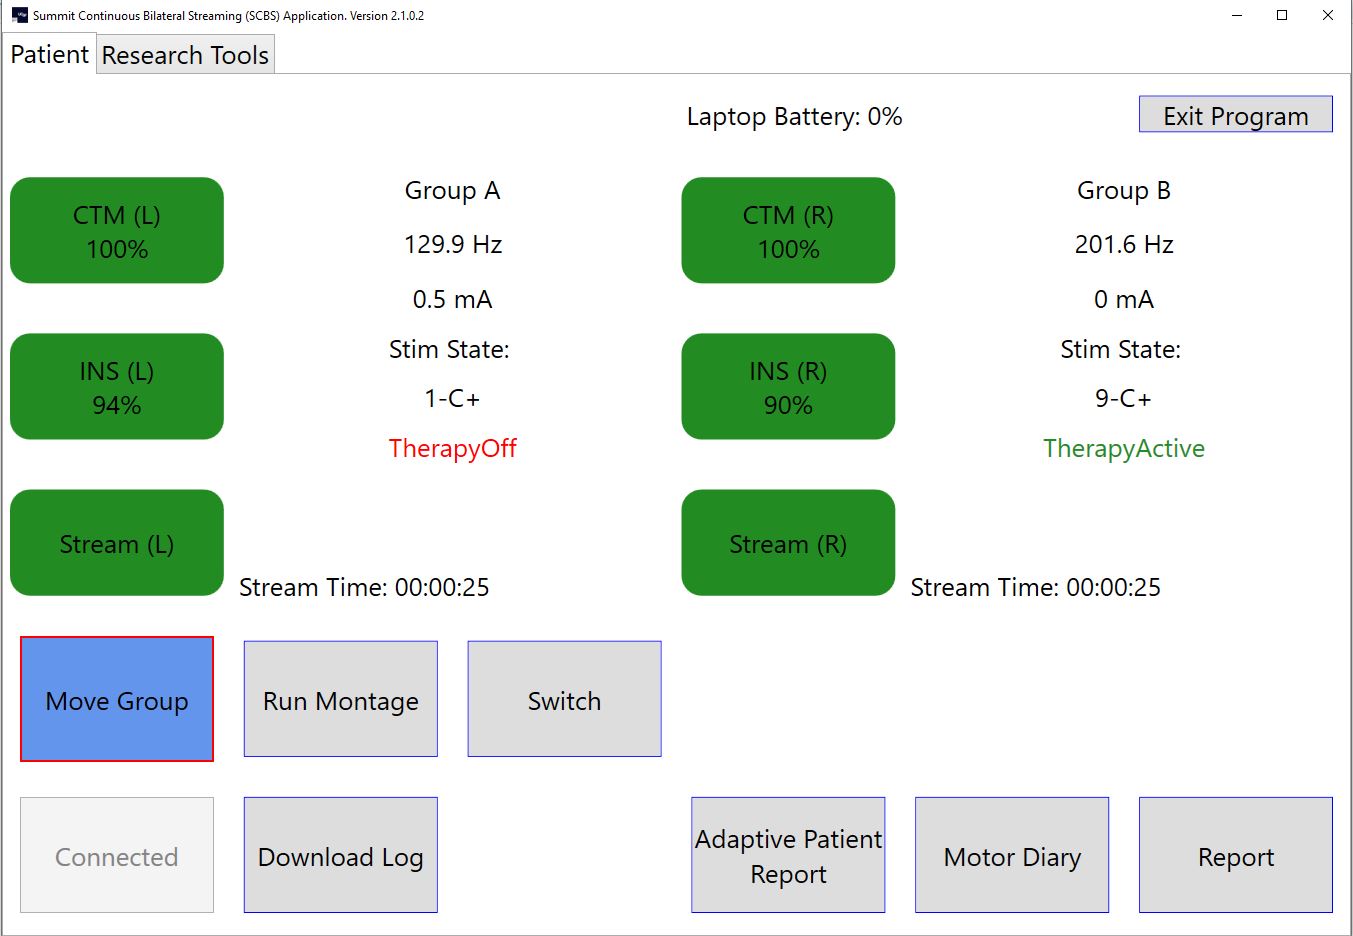 Summit Continuous Bilateral Streaming (SCBS) Application. Version 2.1.0.2
Patient
Research Tools
Laptop Battery: 0%
Exit Program
CTM (L)
100%
Group A
129.9 Hz
0.5 mA
CTM (R)
100%
Group B
201.6 Hz
0 mA
INS (L)
94%
Stim State:
1-C+
TherapyOff
INS (R)
90%
Stim State:
9-C+
TherapyActive
Stream (L)
Stream Time: 00:00:25
Stream (R)
Stream Time: 00:00:25
Move Group
Run Montage
Switch
Connected
Download Log
Adaptive Patient
Report
Motor Diary
Report